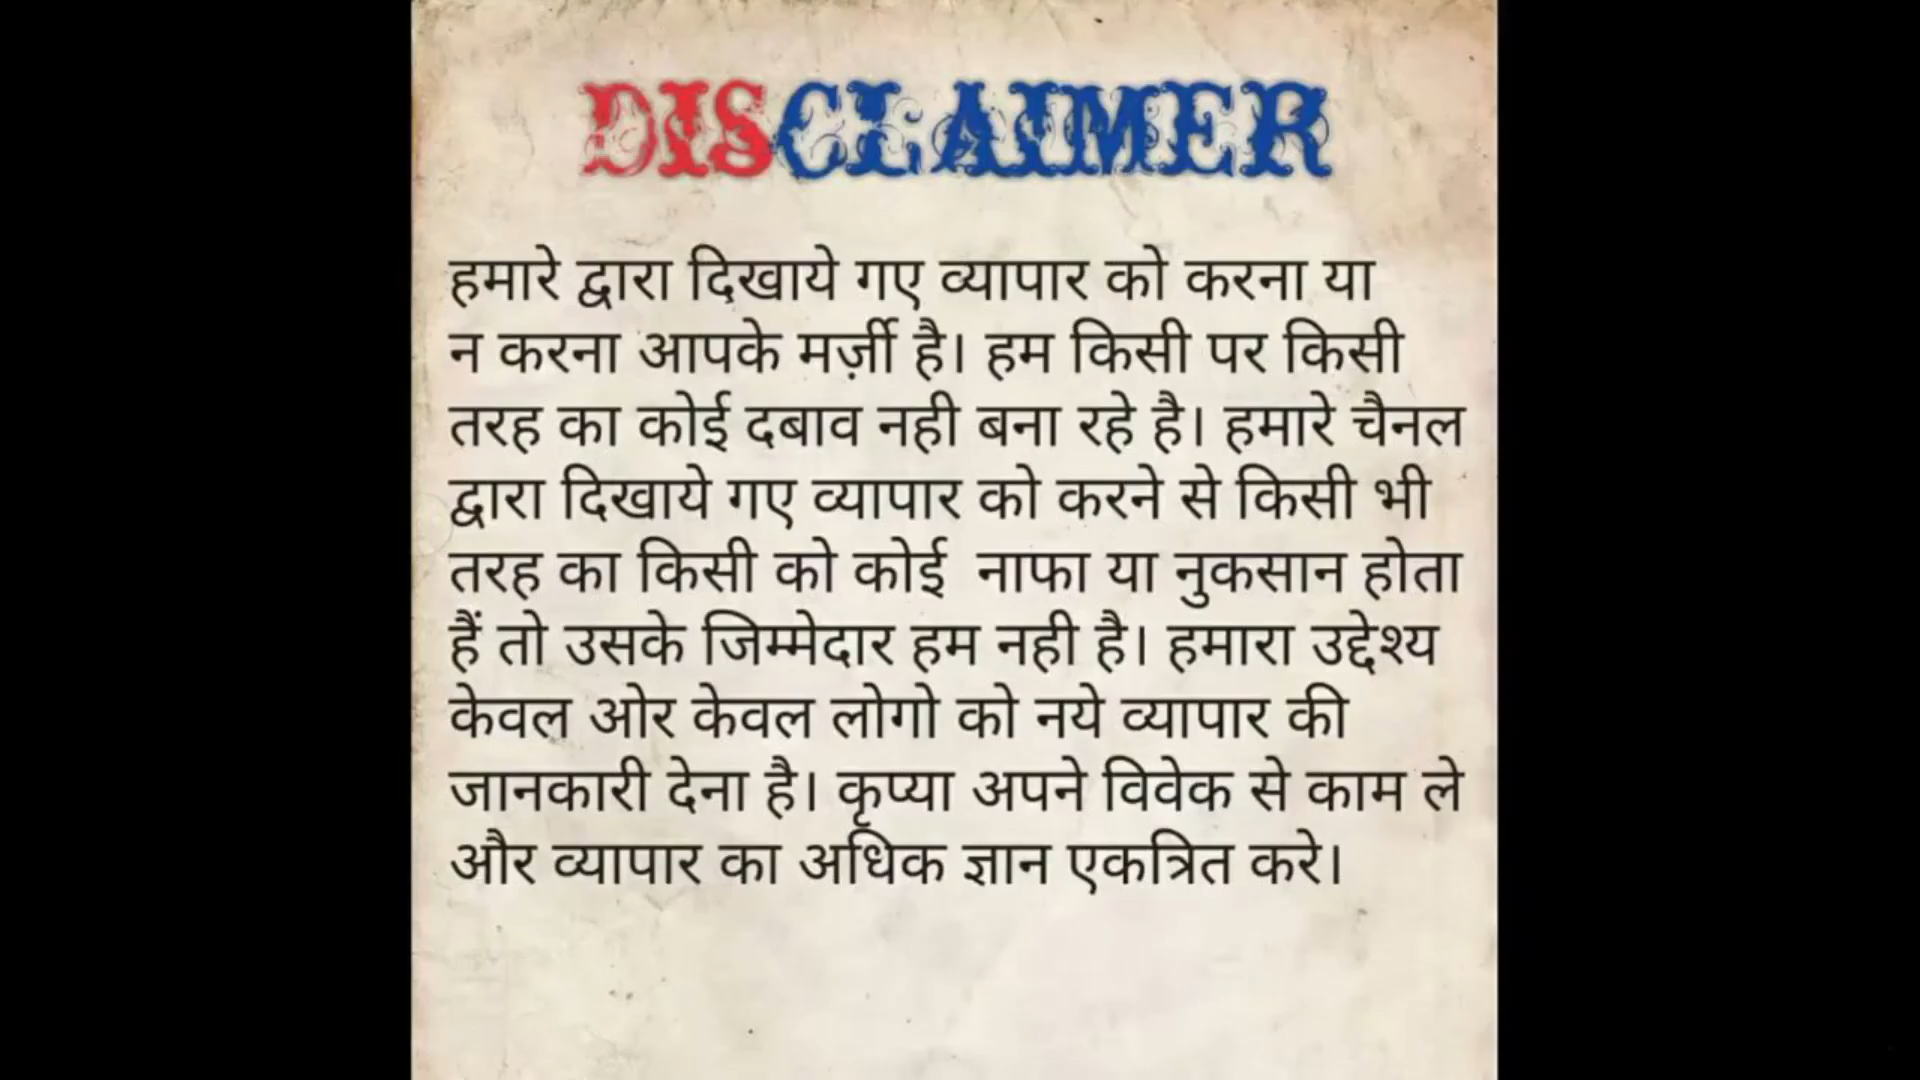 DISCLAIMER
हमारे द्वारा दिखाये गए व्यापार को करना या
न करना आपके मर्ज़ी है। हम किसी पर किसी
तरह का कोई दबाव नही बना रहे है। हमारे चैनल
द्वारा दिखाये गए व्यापार को करने से किसी भी
तरह का किसी को कोई नाफा या नुकसान होता
हैं तो उसके जिम्मेदार हम नही है। हमारा उद्देश्य
केवल ओर केवल लोगो को नये व्यापार की
जानकारी देना है। कृप्या अपने विवेक से काम ले
और व्यापार का अधिक ज्ञान एकत्रित करे।